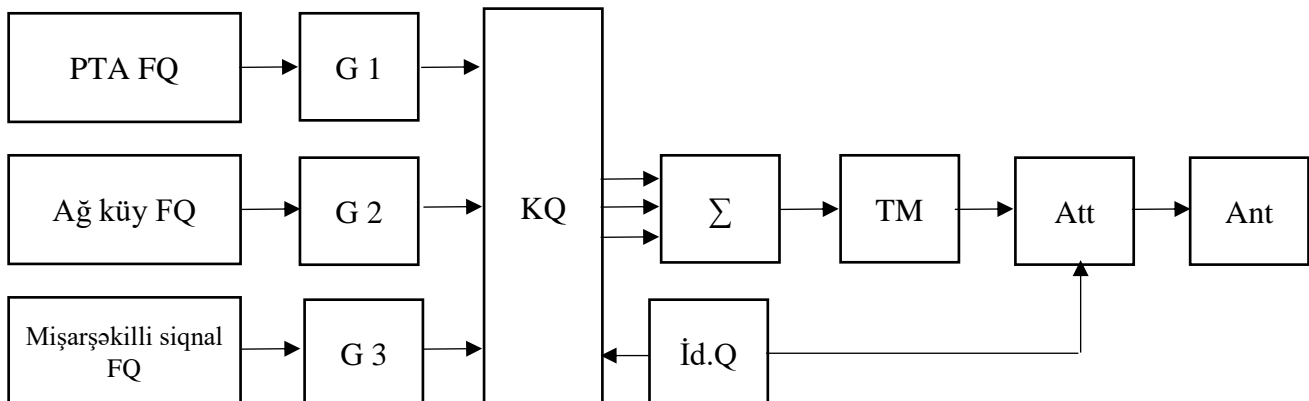 PTA FQ
G 1
Ağ küy FQ
G 2
KQ
∑
TM
Att
Ant
Mişarşəkilli siqnal
FQ
G 3
İd.Q